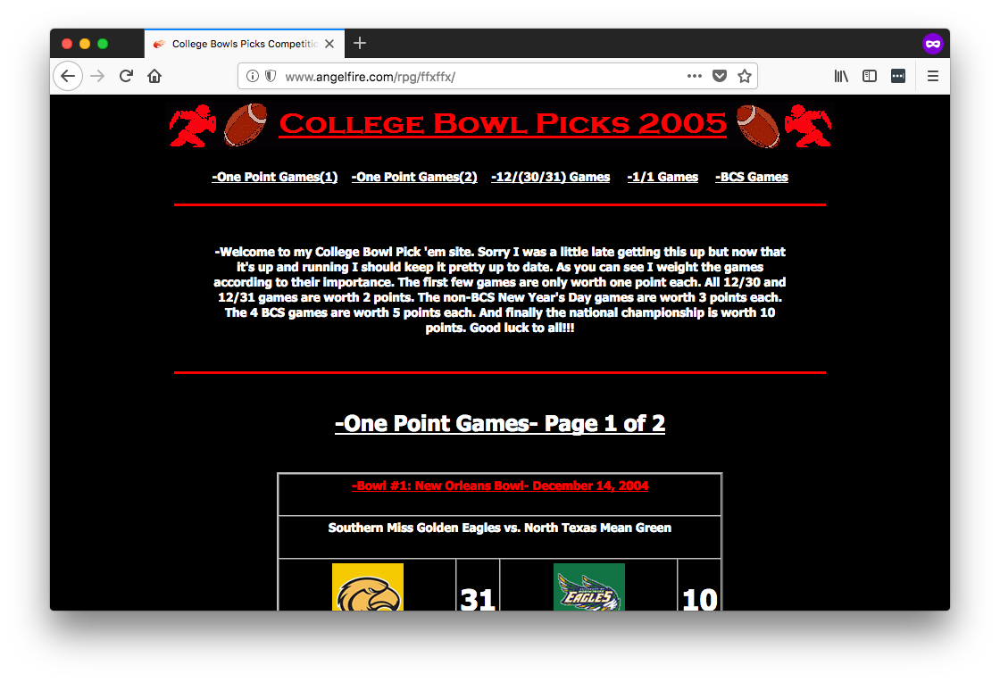 College Bowls Picks Competitio
www.angelfire.com/rpg/ffxffx/
College Bowl Picks 2005
-One Point Games(1) -One Point Games(2) -12/(30/31) Games -1/1 Games -BCS Games
-Welcome to my College Bowl Pick 'em site. Sorry I was a little late getting this up but now that
it's up and running I should keep it pretty up to date. As you can see I weight the games
according to their importance. The first few games are only worth one point each. All 12/30 and
12/31 games are worth 2 points. The non-BCS New Year's Day games are worth 3 points each.
The 4 BCS games are worth 5 points each. And finally the national championship is worth 10
points. Good luck to all!!!
-One Point Games- Page 1 of 2
-Bowl #1: New Orleans Bowl- December 14, 2004
Southern Miss Golden Eagles vs. North Texas Mean Green
31 EAGLES 10